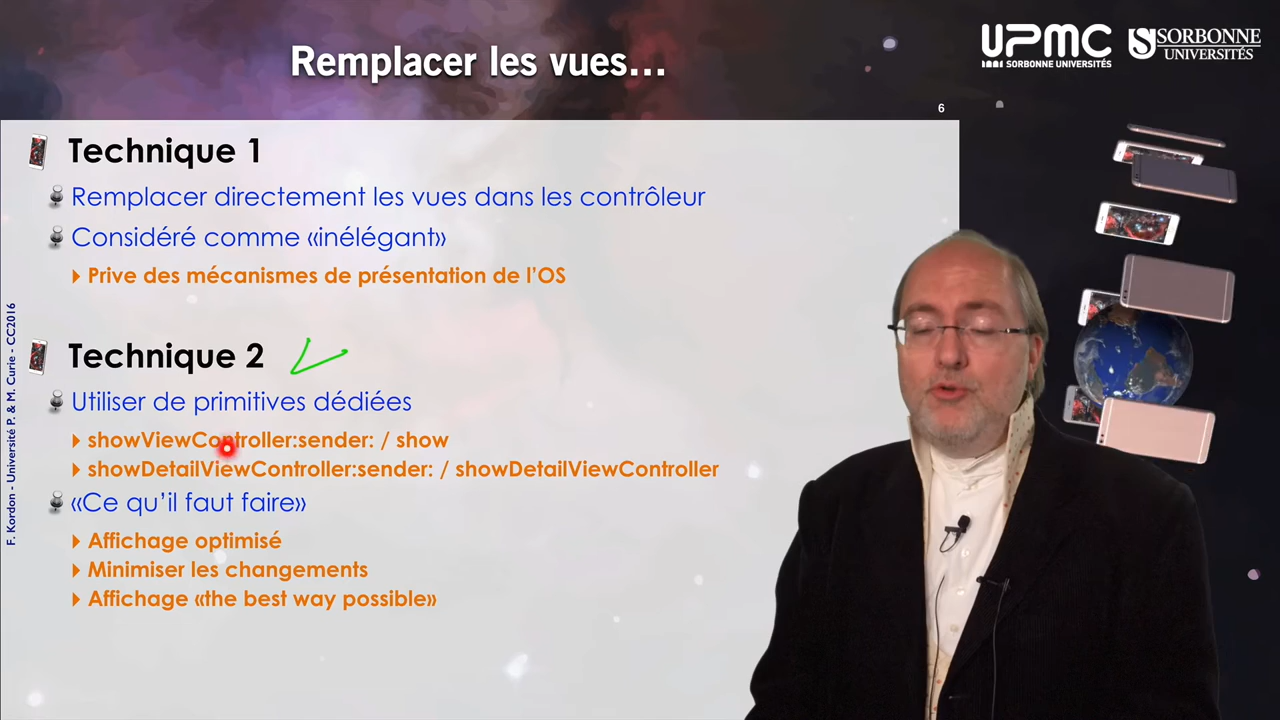 Remplacer les vues...
UPMC
SORBONNE UNIVERSITÉS
SORBONNE
UNIVERSITÉS
6
Technique 1
Remplacer directement les vues dans les contrôleur
Considéré comme «inélégant»
Prive des mécanismes de présentation de l'OS
Technique 2
Utiliser de primitives dédiées
showViewController:sender: / show
showDetailViewController:sender: / showDetailViewController
«Ce qu'il faut faire»
Affichage optimisé
Minimiser les changements
Affichage «the best way possible»
F. Kordon - Université P. & M. Curie - CC2016